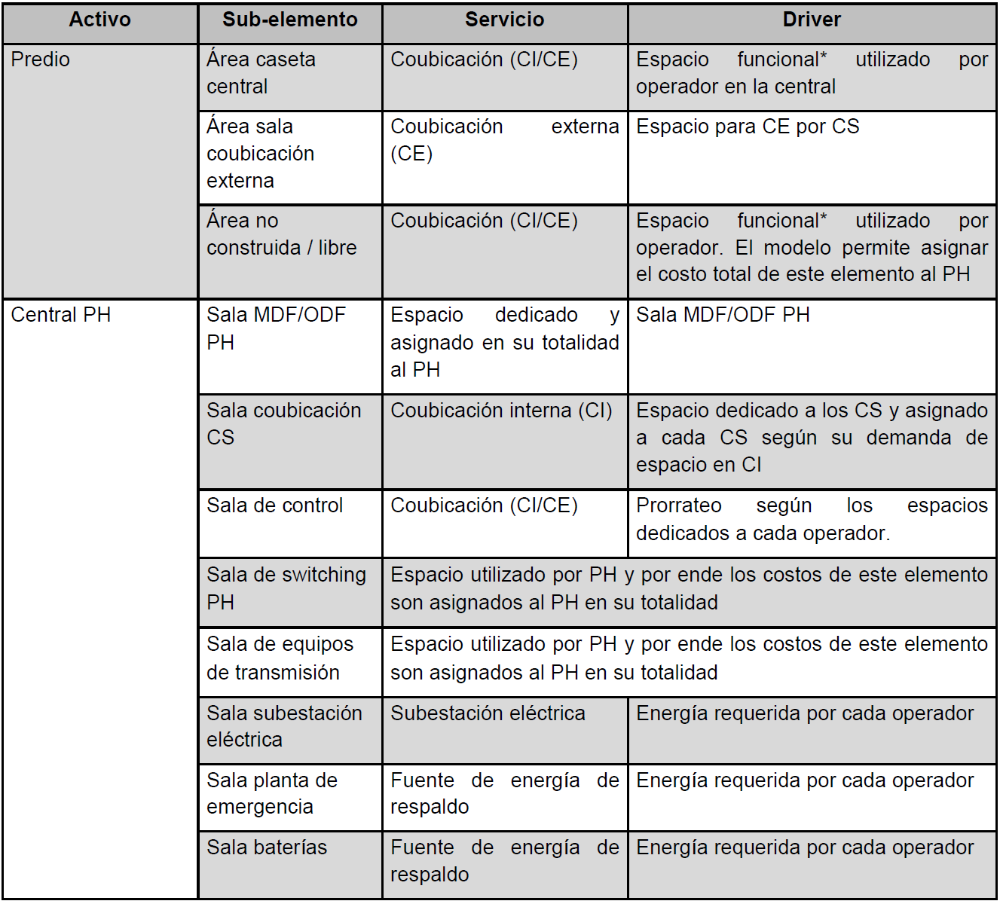 Activo
Sub-elemento
Servicio
Driver
Predio
Área caseta
central
Coubicación (CI/CE)
Espacio funcional* utilizado por
operador en la central
Área sala
coubicación
externa
Coubicación externa
(CE)
Espacio para CE por CS
Área no
construida / libre
Coubicación (CI/CE)
Espacio funcional* utilizado por
operador. El modelo permite asignar
el costo total de este elemento al PH
Central PH
Sala MDF/ODF
PH
Espacio dedicado y
asignado en su totalidad
al PH
Sala MDF/ODF PH
Sala coubicación
CS
Coubicación interna (CI)
Espacio dedicado a los CS y asignado
a cada CS según su demanda de
espacio en CI
Sala de control
Coubicación (CI/CE)
Prorrateo según los espacios
dedicados a cada operador.
Sala de switching
PH
Espacio utilizado por PH y por ende los costos de este elemento
son asignados al PH en su totalidad
Sala de equipos
de transmisión
Espacio utilizado por PH y por ende los costos de este elemento
son asignados al PH en su totalidad
Sala subestación
eléctrica
Subestación eléctrica
Energía requerida por cada operador
Sala planta de
emergencia
Fuente de energía de
respaldo
Energía requerida por cada operador
Sala baterías
Fuente de energía de
respaldo
Energía requerida por cada operador